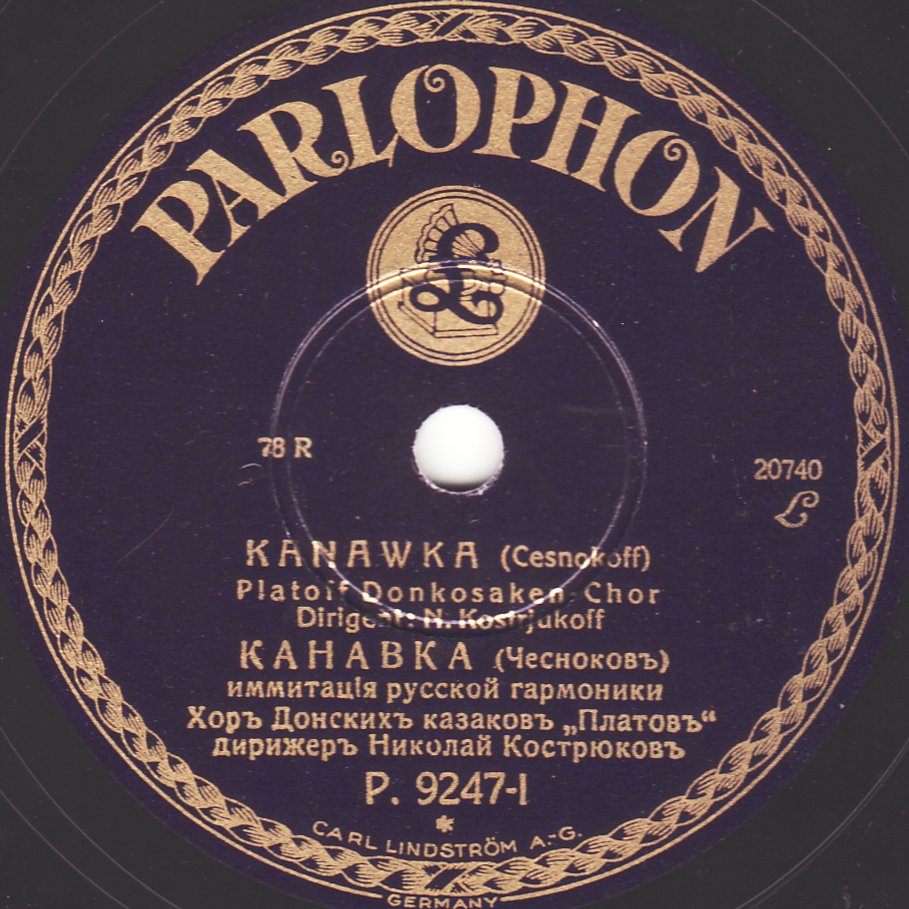 PARLOPHON
£
78 R
20740
L
KANAWKA (Cesnokoff)
Platoff Donkosaken-Chor
Dirigent: N. Kostrjukoff
КАНАВКА (Чесноковъ)
иммитація русской гармоники
Хоръ Донскихъ казаковъ „Платовъ“
дирижеръ Николай Кострюковъ
P. 9247-I
*
CARL LINDSTRÖM A.-G.
GERMANY